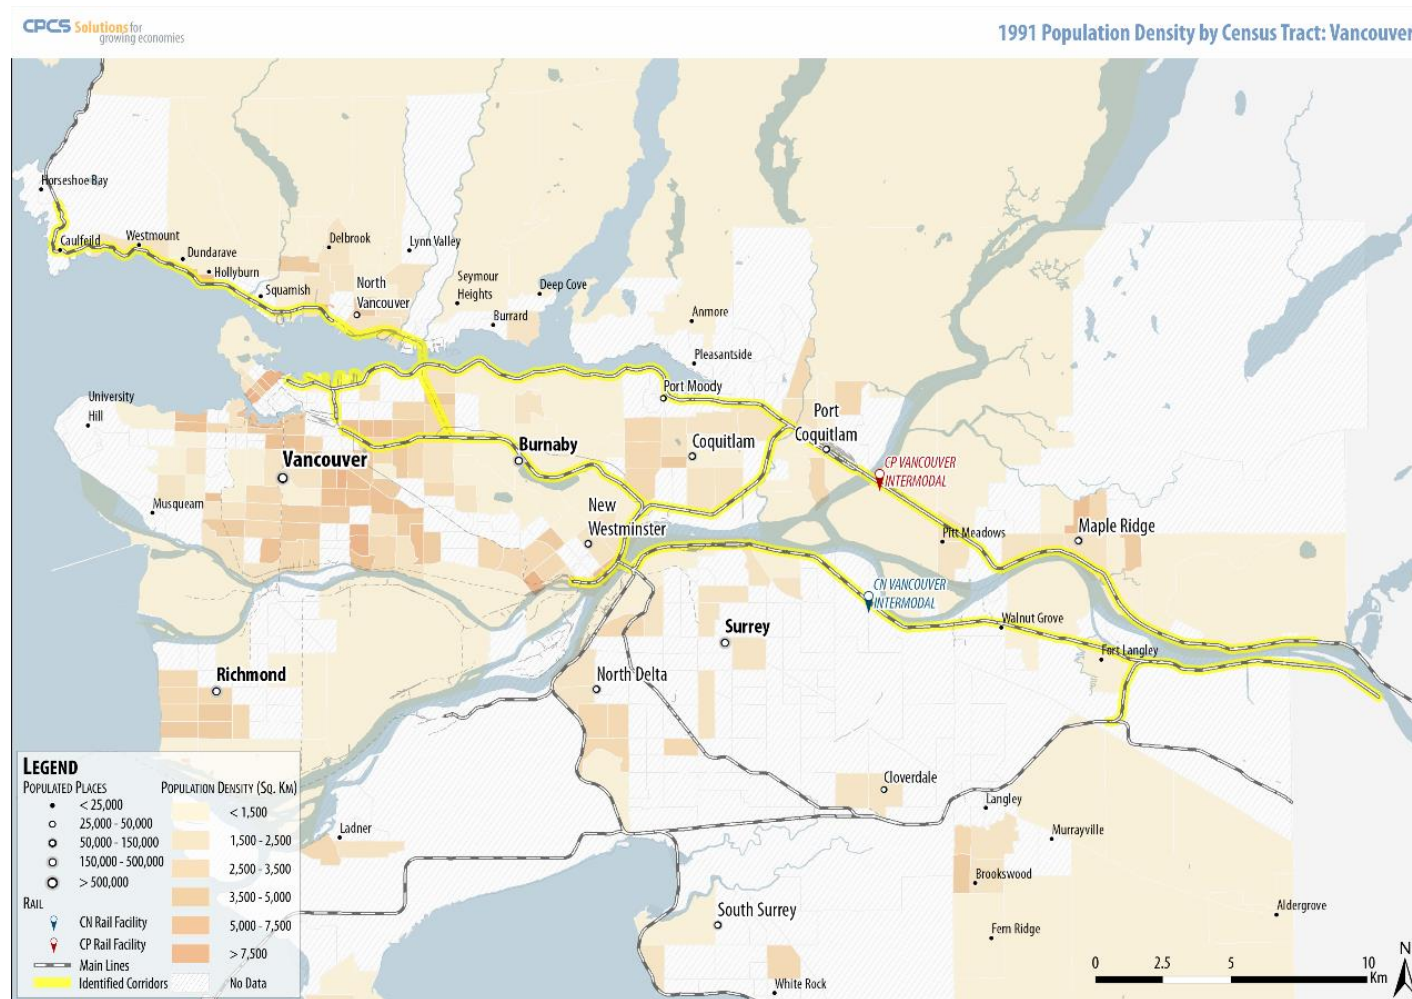 CPCS Solutions for
growing economies
1991 Population Density by Census Tract: Vancouver
Horseshoe Bay
Caulfeild
Westmount
Dundarave
Hollyburn
Squamish
Delbrook
Lynn Valley
North
Vancouver
Seymour
Heights
Deep Cove
Burrard
Anmore
Pleasantside
University
Hill
Port Moody
Port
Coquitlam
Coquitlam
Burnaby
Vancouver
CP VANCOUVER
INTERMODAL
Musqueam
New
Westminster
Pitt Meadows
Maple Ridge
CN VANCOUVER
INTERMODAL
Walnut Grove
Surrey
Fort Langley
Richmond
North Delta
Cloverdale
Langley
Ladner
Murrayville
Brookswood
South Surrey
Fern Ridge
Aldergrove
White Rock
LEGEND
POPULATED PLACES
< 25,000
25,000 - 50,000
50,000 - 150,000
150,000 - 500,000
> 500,000
RAIL
CN Rail Facility
CP Rail Facility
Main Lines
Identified Corridors
POPULATION DENSITY (SQ. KM)
< 1,500
1,500 - 2,500
2,500 - 3,500
3,500 - 5,000
5,000 - 7,500
> 7,500
No Data
0 2.5 5 10
Km
N